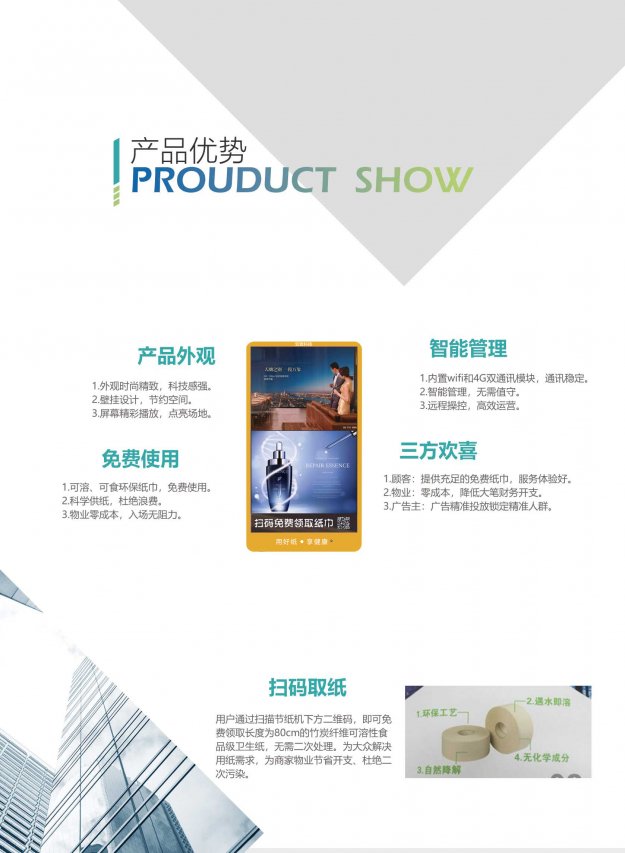 产品优势
PROUDUCT SHOW
产品外观
1.外观时尚精致，科技感强。
2.壁挂设计，节约空间。
3.屏幕精彩播放，点亮场地。
免费使用
1.可溶、可食环保纸巾，免费使用。
2.科学供纸，杜绝浪费。
3.物业零成本，入场无阻力。
REPAIR ESSENCE
扫码免费领取纸巾
用好纸 享健康
智能管理
1.内置wifi和4G双通讯模块，通讯稳定。
2.智能管理，无需值守。
3.远程操控，高效运营。
三方欢喜
1.顾客：提供充足的免费纸巾，服务体验好。
2.物业：零成本，降低大笔财务开支。
3.广告主：广告精准投放锁定精准人群。
扫码取纸
用户通过扫描节纸机下方二维码，即可免
费领取长度为80cm的竹炭纤维可溶性食
品级卫生纸，无需二次处理。为大众解决
用纸需求，为商家物业节省开支、杜绝二
次污染。
1.环保工艺
2.遇水即溶
3.自然降解
4.无化学成分